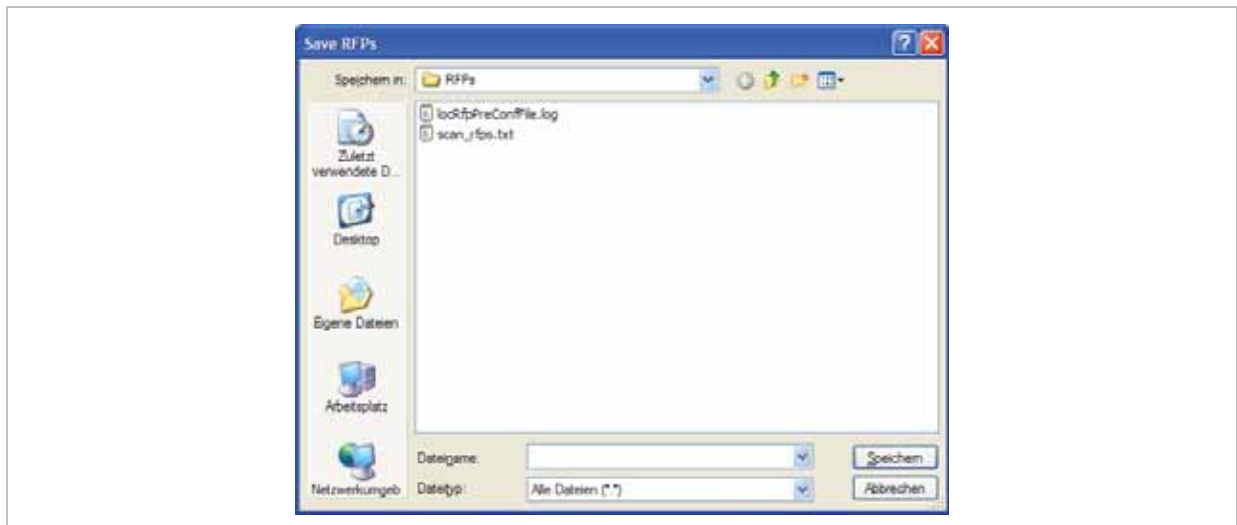 Save RFPs
Speichern in:
RFPs
locRfpPreConfFile.log
scan_rfps.txt
Zuletzt
verwendete D...
Desktop
Eigene Dateien
Arbeitsplatz
Netzwerkumgeb
Dateiname:
Speichern
Dateityp:
Alle Dateien (*.*)
Abbrechen